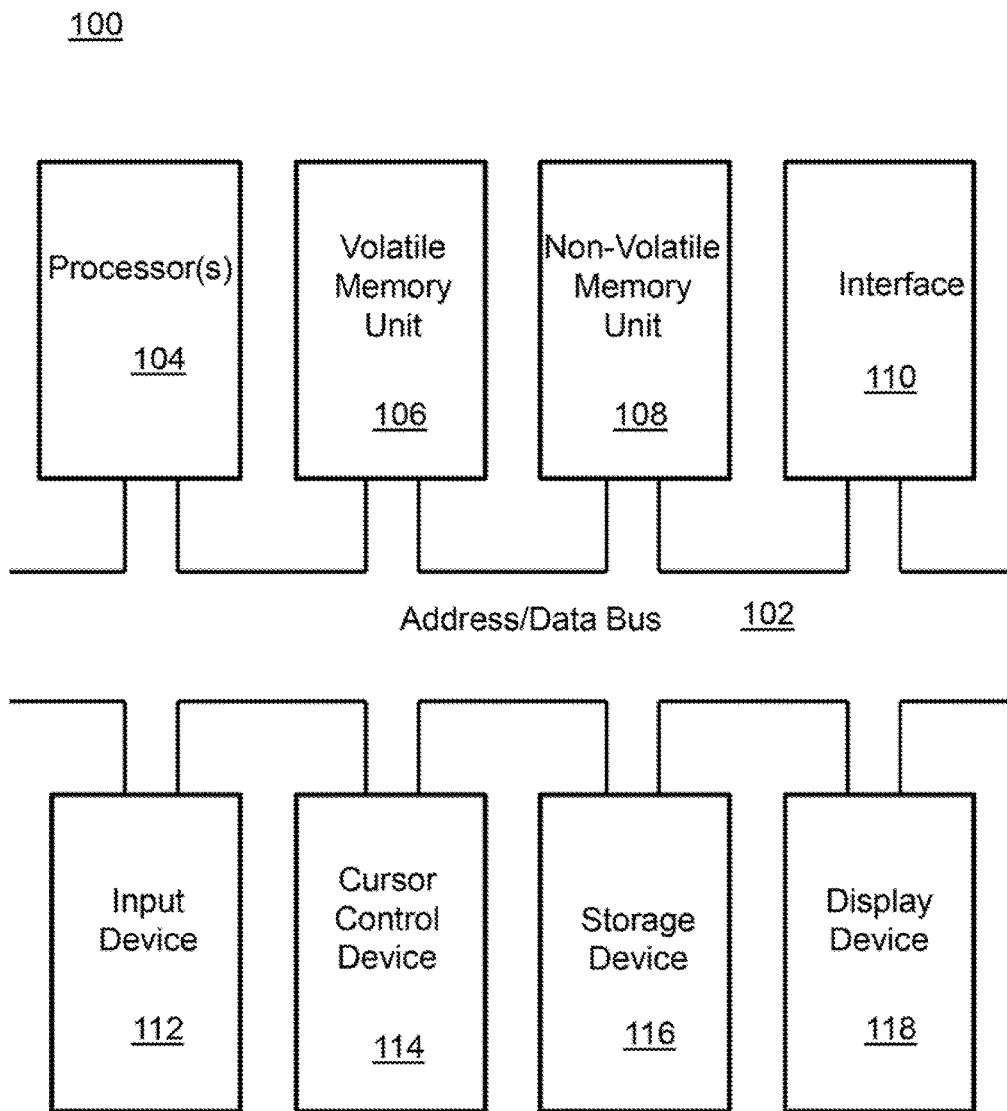 100
Processor(s)
104
Volatile
Memory
Unit
106
Non-Volatile
Memory
Unit
108
Interface
110
Address/Data Bus 102
Input
Device
112
Cursor
Control
Device
114
Storage
Device
116
Display
Device
118